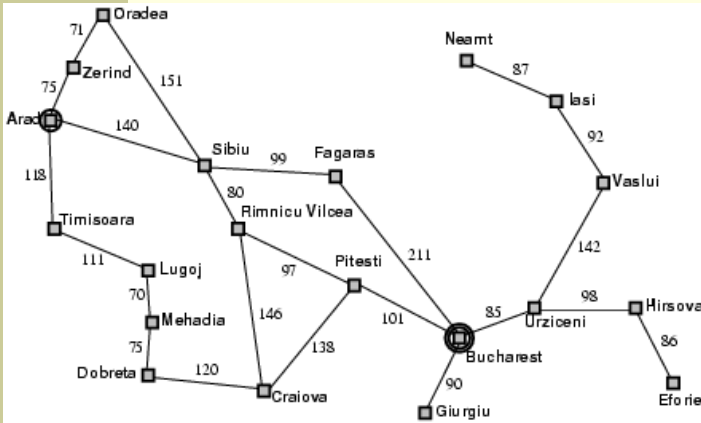 Oradea
71
Neamt
Zerind
87
151
75
Iasi
Arad
140
92
Sibiu
99
Fagaras
118
80
Vaslui
Timisoara
Rimnicu Vilcea
111
142
97
Pitesti
211
Lugoj
70
98
Hirsova
146
85
Mehadia
101
Urziceni
138
86
75
Bucharest
120
Dobreta
90
Craiova
Eforie
Giurgiu